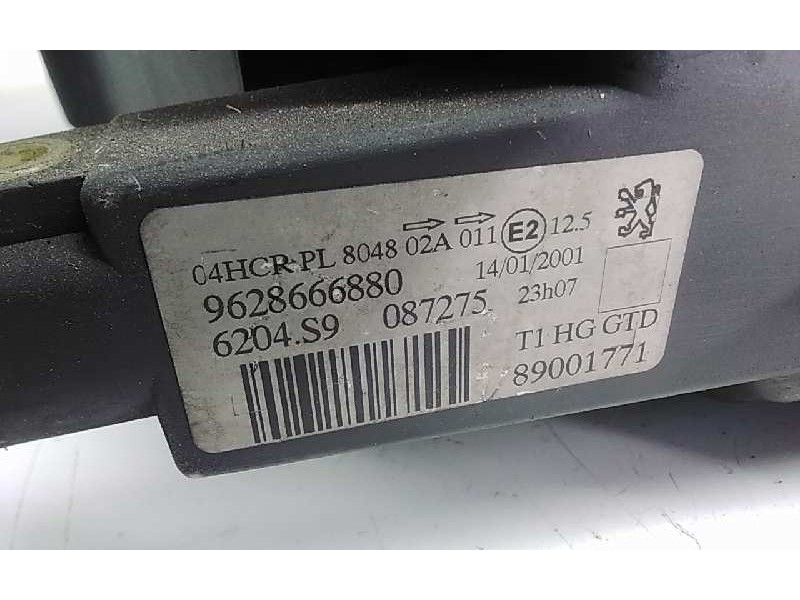 04HCR-PL 8048 02A 011 E2 12.5
9628666880 14/01/2001
6204.S9 087275 23h07
T1 HG GTD
89001771